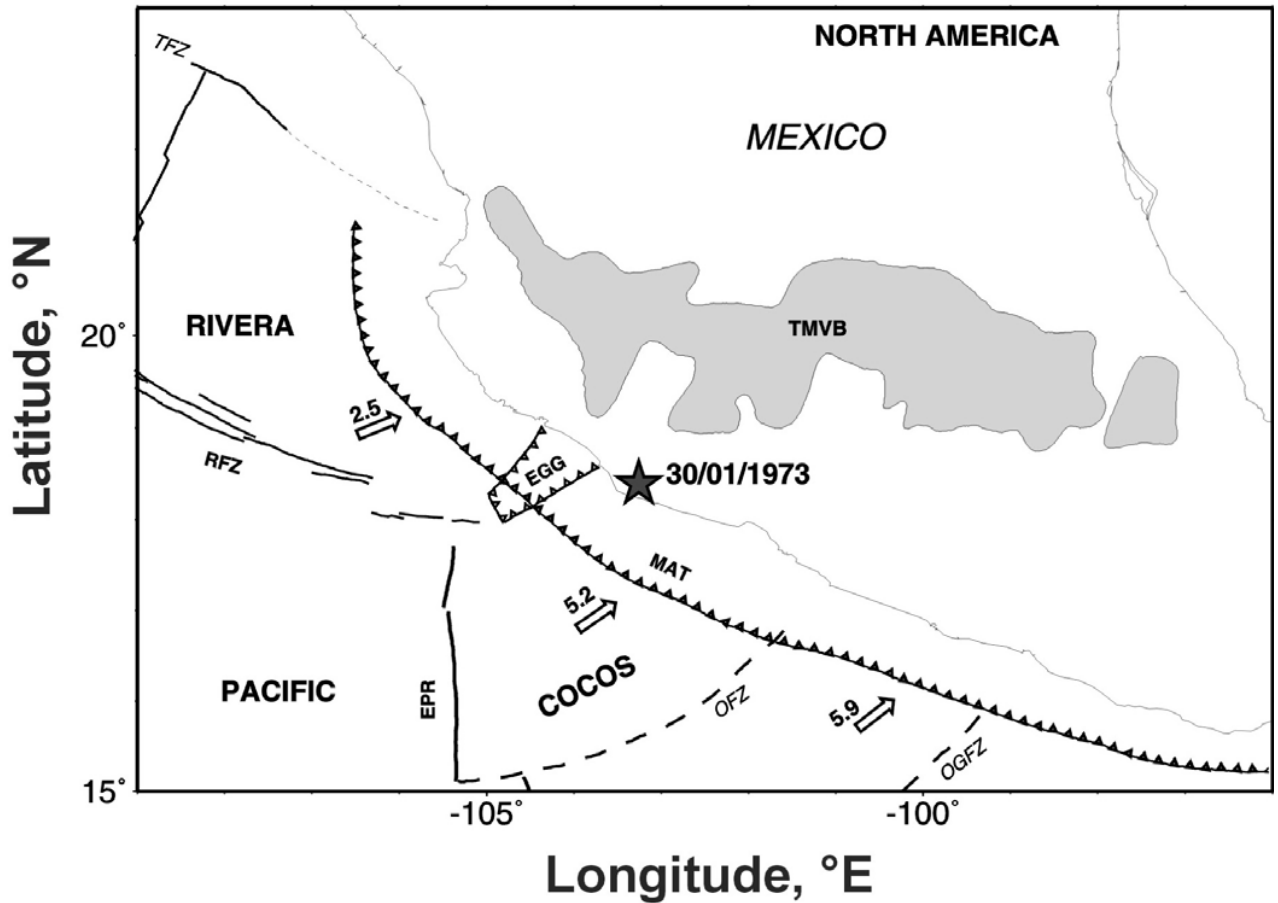 NORTH AMERICA
TFZ
MEXICO
RIVERA
TMVB
20°
2.5
RFZ
EGG
30/01/1973
MAT
5.2
PACIFIC
EPR
COCOS
OFZ
5.9
OGFZ
15°
-105°
-100°
Latitude, °N
Longitude, °E